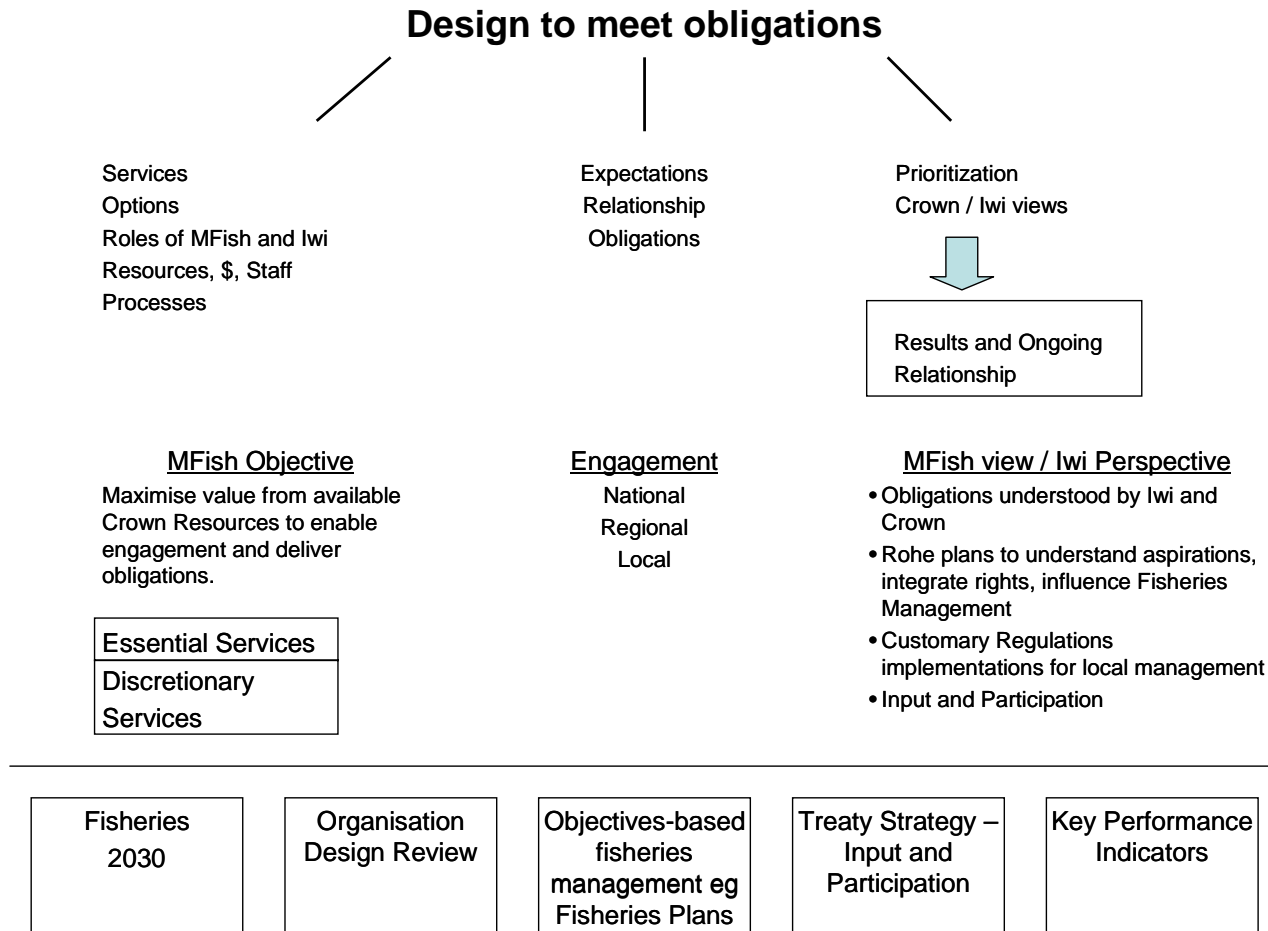 Design to meet obligations
Services
Options
Roles of MFish and Iwi
Resources, $, Staff
Processes
Expectations
Relationship
Obligations
Prioritization
Crown / Iwi views
Results and Ongoing
Relationship
MFish Objective
Maximise value from available
Crown Resources to enable
engagement and deliver
obligations.
Essential Services
Discretionary
Services
Engagement
National
Regional
Local
MFish view / Iwi Perspective
• Obligations understood by Iwi and
Crown
• Rohe plans to understand aspirations,
integrate rights, influence Fisheries
Management
• Customary Regulations
implementations for local management
• Input and Participation
Fisheries
2030
Organisation
Design Review
Objectives-based
fisheries
management eg
Fisheries Plans
Treaty Strategy –
Input and
Participation
Key Performance
Indicators